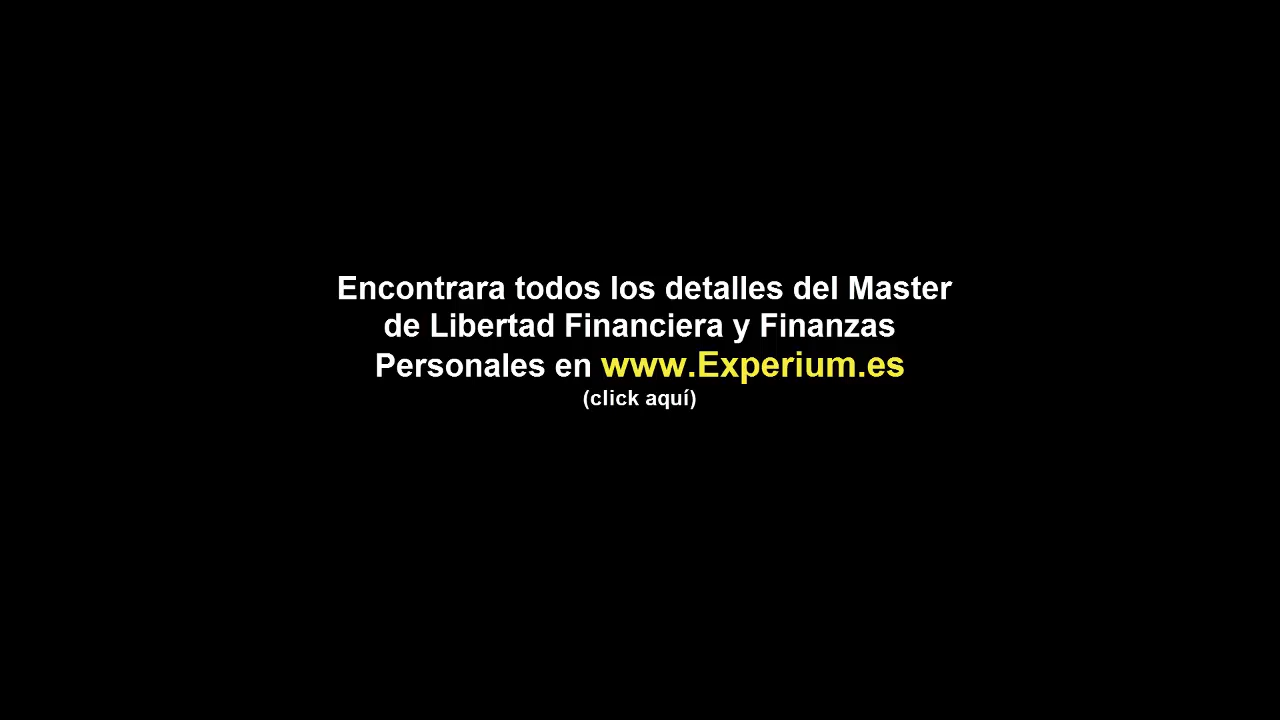 Encontrara todos los detalles del Master
de Libertad Financiera y Finanzas
Personales en www.Experium.es
(click aquí)